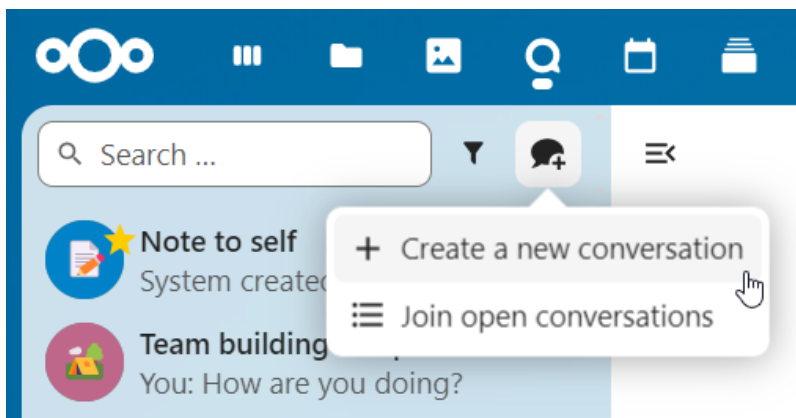 Search ...
Note to self
System created
Create a new conversation
Join open conversations
Team building
You: How are you doing?